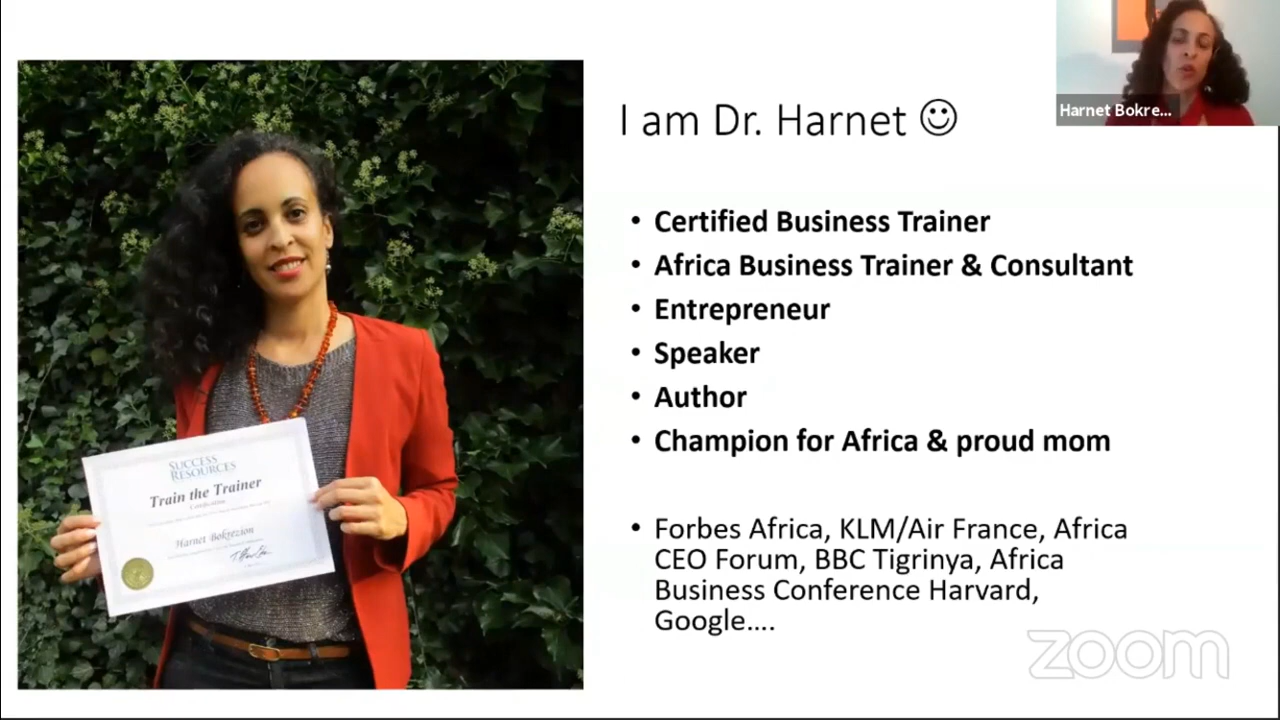 I am Dr. Harnet ☺
Harnet Bokre...
• Certified Business Trainer
• Africa Business Trainer & Consultant
• Entrepreneur
• Speaker
• Author
• Champion for Africa & proud mom
• Forbes Africa, KLM/Air France, Africa
CEO Forum, BBC Tigrinya, Africa
Business Conference Harvard,
Google....
SUCCESS
RESOURCES
Train the Trainer
Harnet Bokrezion
zoom